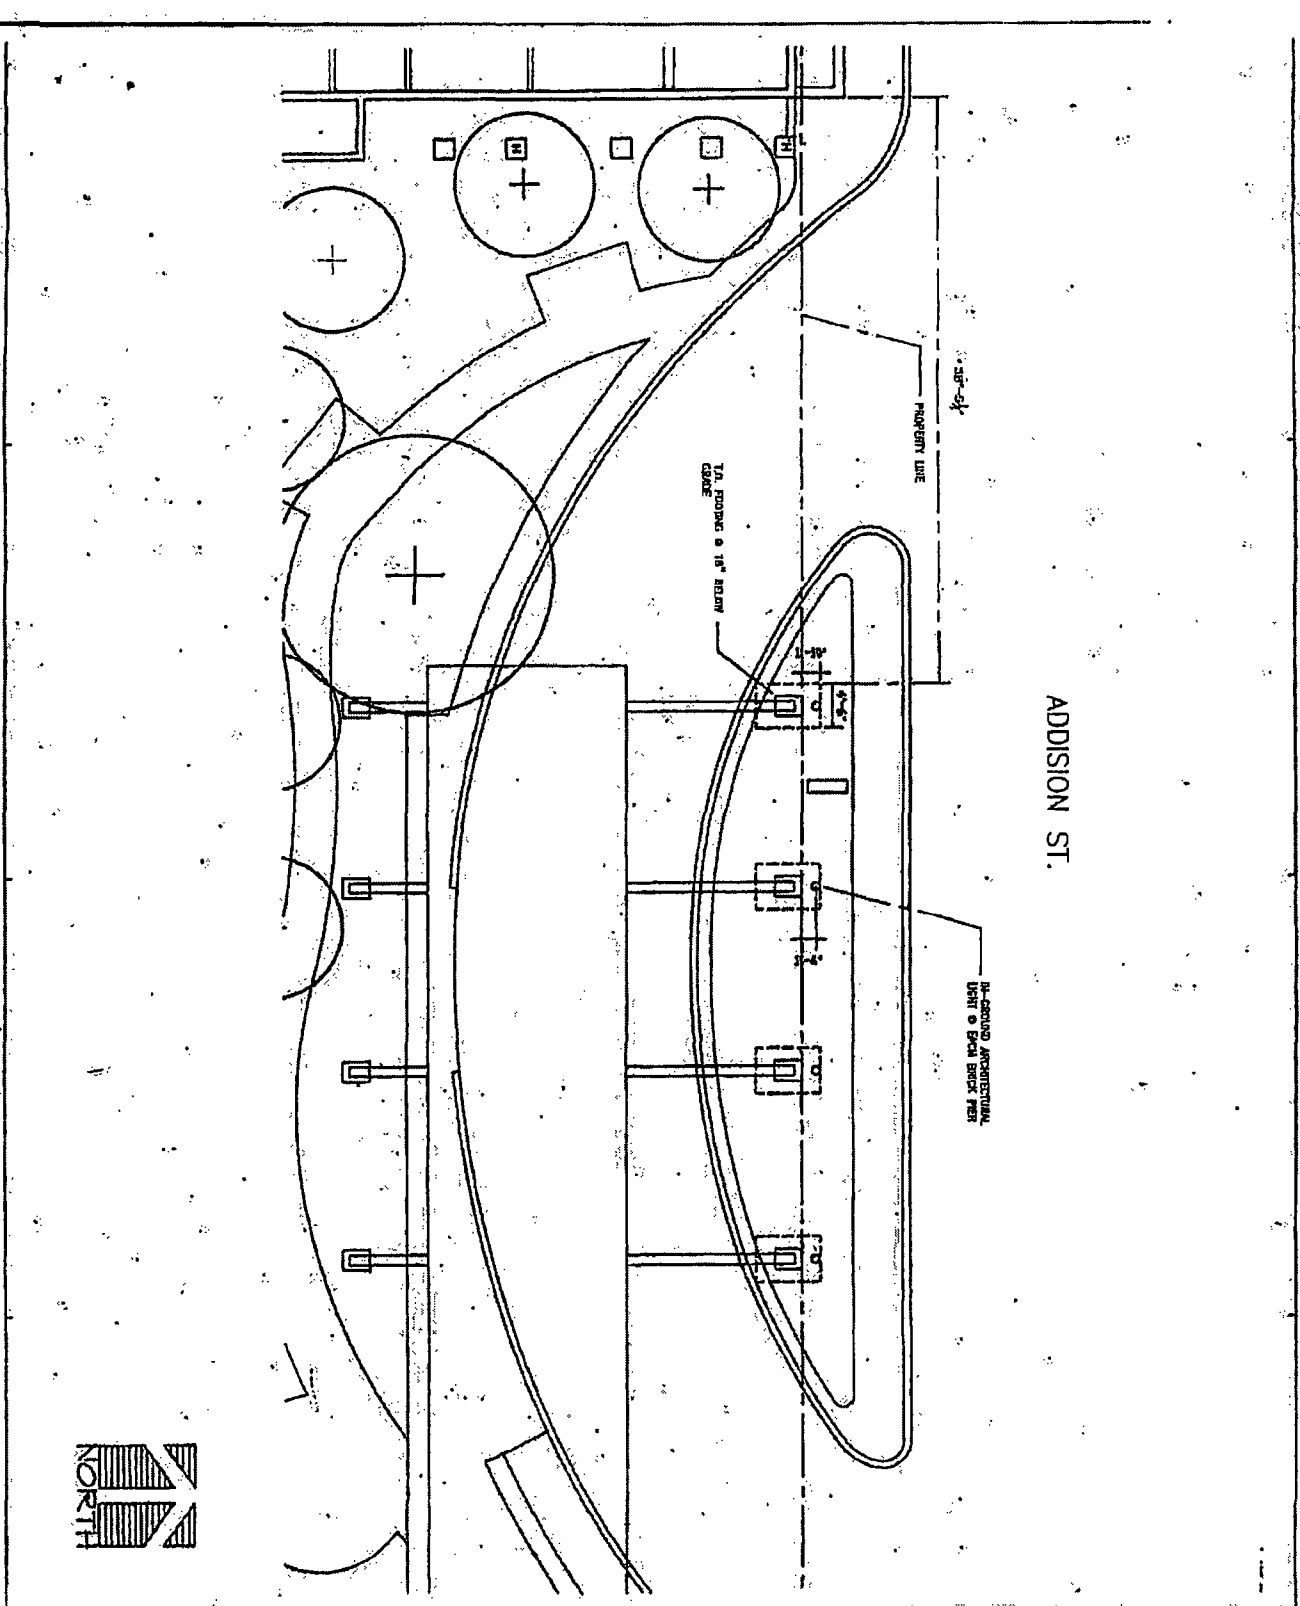 ADDISION ST.
PROPERTY LINE
T.O. FOOTING @ 18" BELOW
GRADE
IN-GROUND ARCHITECTURAL
LIGHT @ EACH BRICK PIER
NORTH